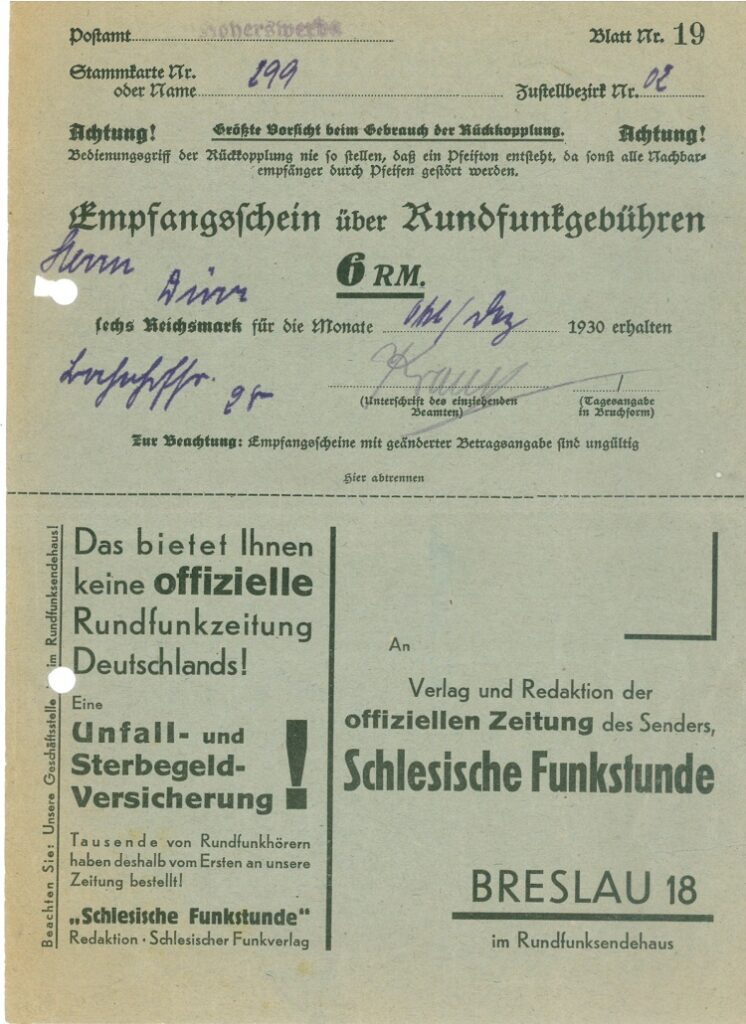 Postamt Hoyerswerda
Blatt Nr. 19
Stammkarte Nr. 299
oder Name
Zustellbezirk Nr. 02
Achtung! Größte Vorsicht beim Gebrauch der Rückkopplung. Achtung!
Bedienungsgriff der Rückkopplung nie so stellen, daß ein Pfeifton entsteht, da sonst alle Nachbar-
empfänger durch Pfeifen gestört werden.
Empfangsschein über Rundfunkgebühren
Herrn
6 RM.
Dürr
sechs Reichsmark für die Monate Okt/Dez 1930 erhalten
Bahnhofstr.
(Unterschrift des einziehenden
Beamten)
(Tagesangabe
in Bruchform)
Zur Beachtung: Empfangsscheine mit geänderter Betragsangabe sind ungültig
Hier abtrennen
Beachten Sie: Unsere Geschäftsstelle im Rundfunksendehaus!
Das bietet Ihnen
keine offizielle
Rundfunkzeitung
Deutschlands!
Eine
Unfall- und
Sterbegeld-
Versicherung!
Tausende von Rundfunkhörern
haben deshalb vom Ersten an unsere
Zeitung bestellt!
„Schlesische Funkstunde"
Redaktion · Schlesischer Funkverlag
An
Verlag und Redaktion der
offiziellen Zeitung des Senders,
Schlesische Funkstunde
BRESLAU 18
im Rundfunksendehaus